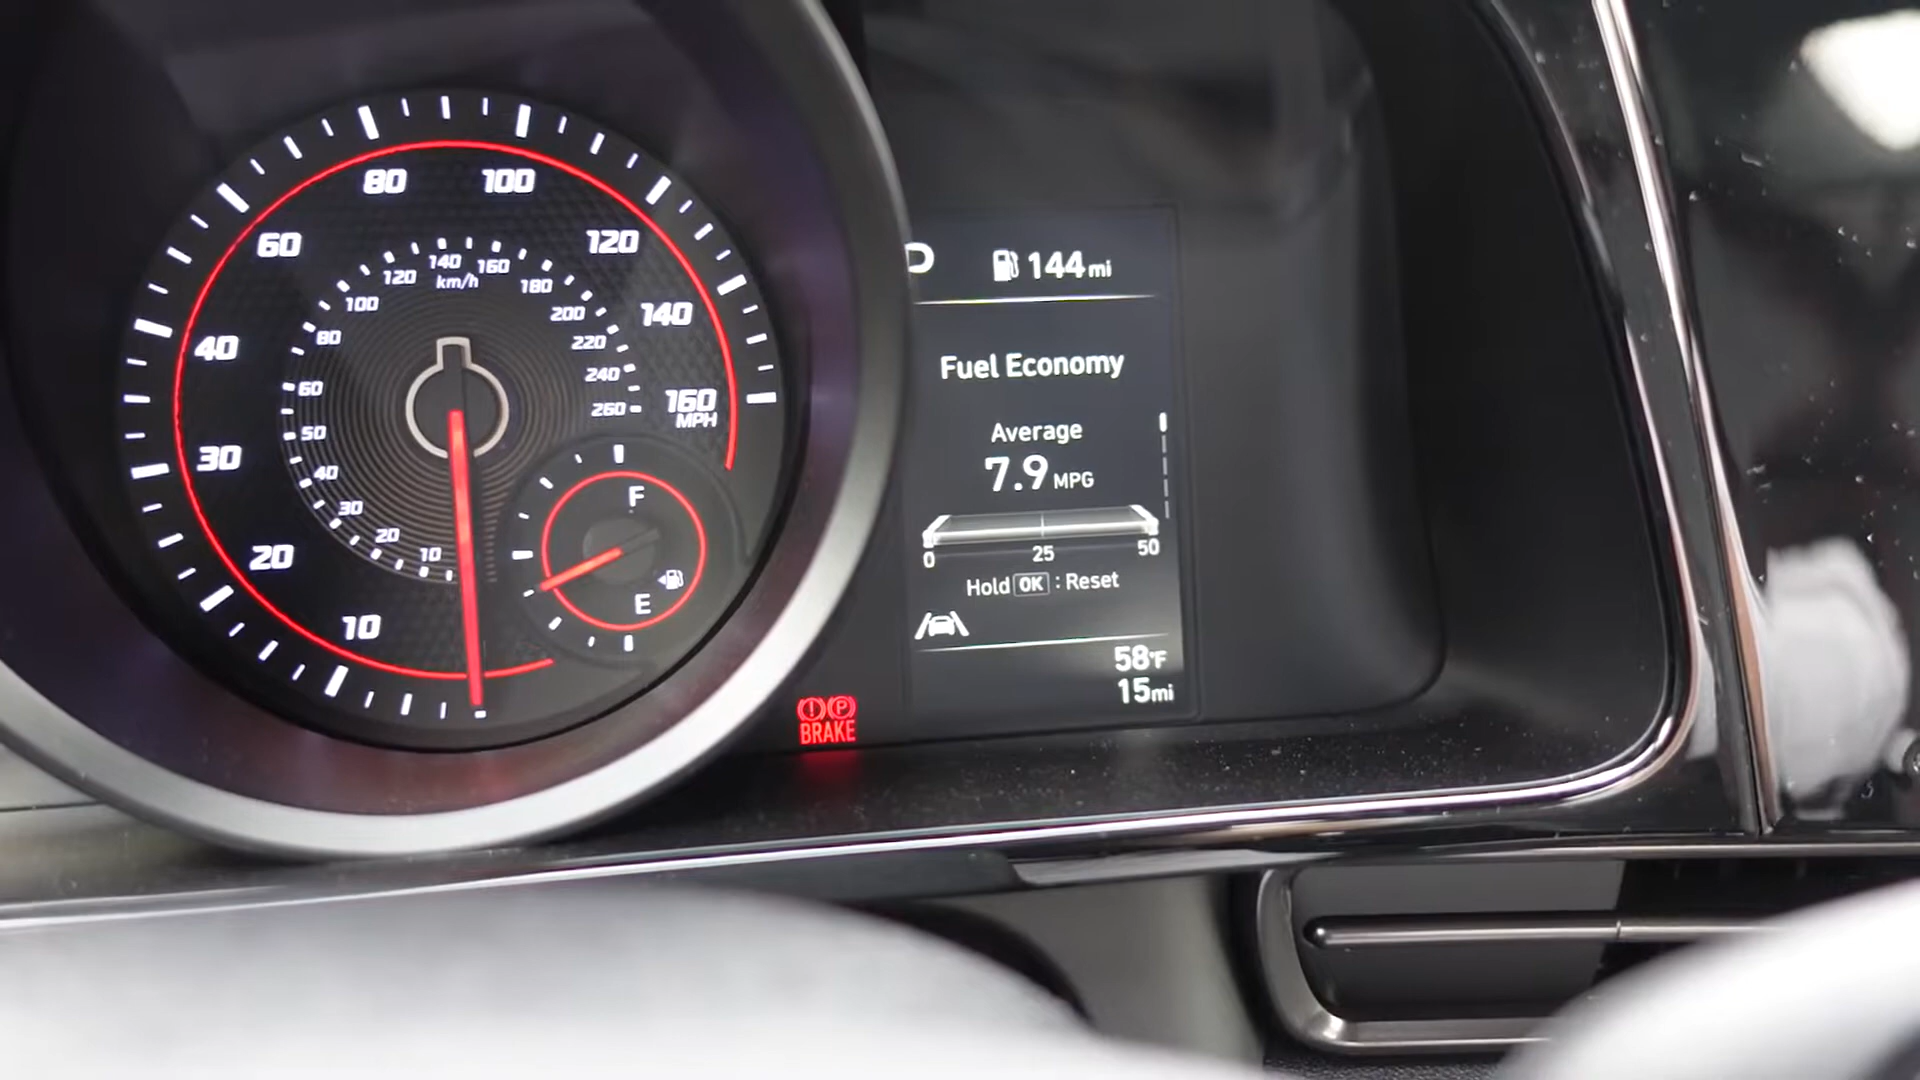 80 100
60 120
40 140
30 160
MPH
20
10
120 140 160
km/h
100 180
80 200
220
60 240
50 260
40
30
20
10
F
E
144 mi
Fuel Economy
Average
7.9 MPG
0 25 50
Hold OK : Reset
58°F
15 mi
P
BRAKE